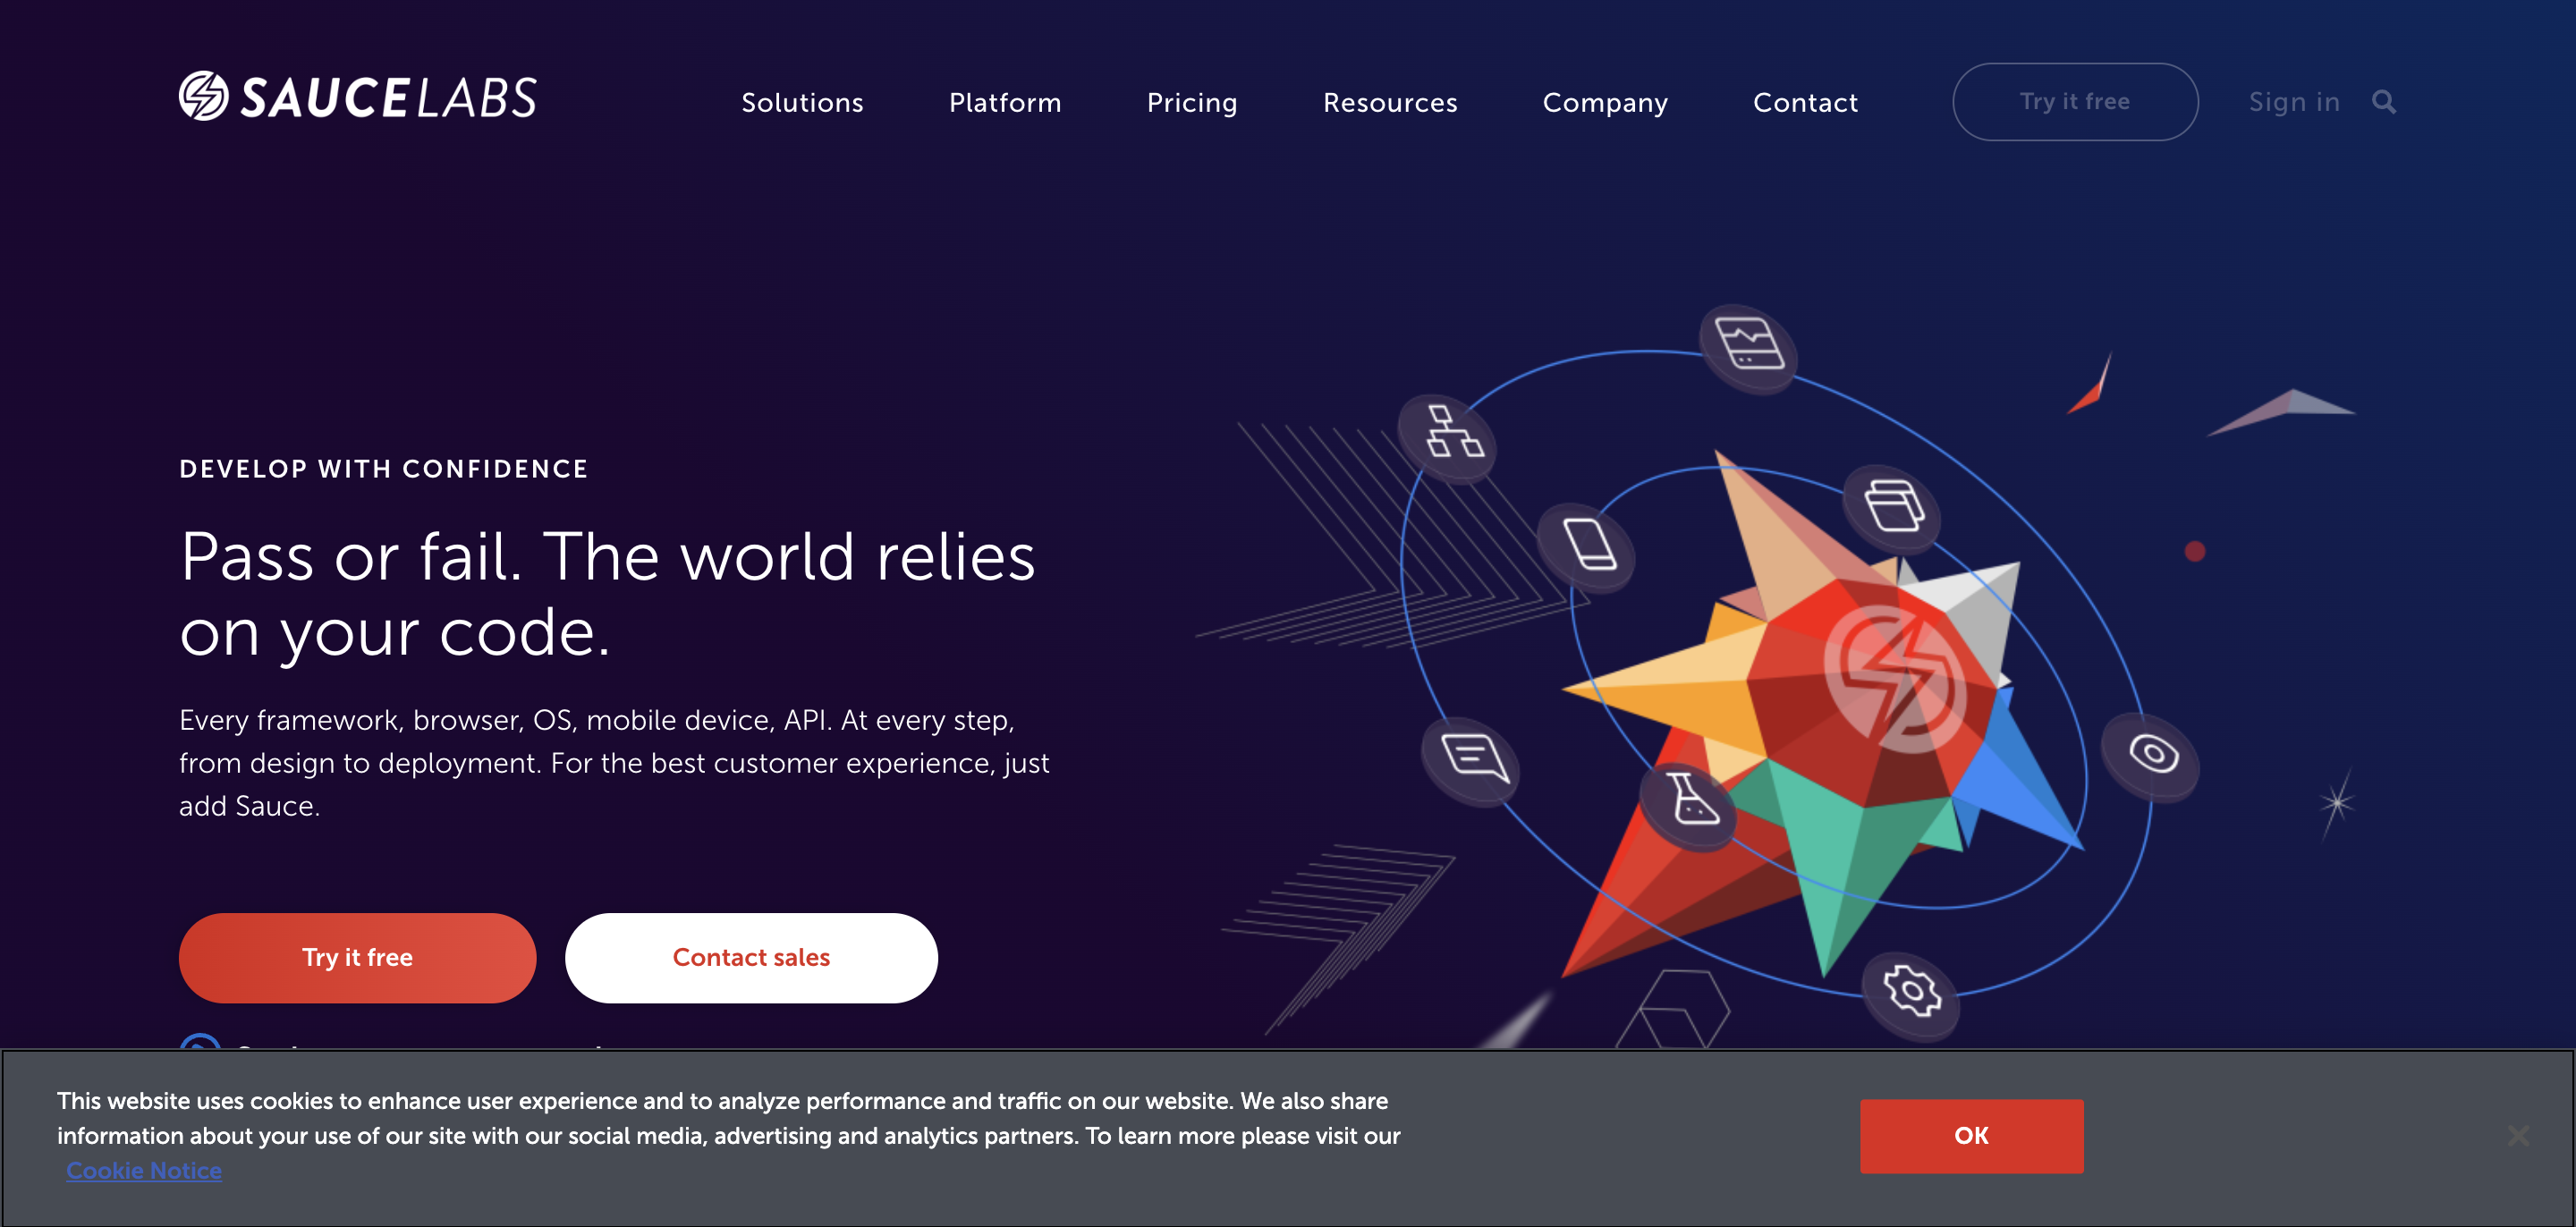 SAUCELABS
Solutions
Platform
Pricing
Resources
Company
Contact
Try it free
Sign in
DEVELOP WITH CONFIDENCE
Pass or fail. The world relies
on your code.
Every framework, browser, OS, mobile device, API. At every step,
from design to deployment. For the best customer experience, just
add Sauce.
Try it free
Contact sales
This website uses cookies to enhance user experience and to analyze performance and traffic on our website. We also share
information about your use of our site with our social media, advertising and analytics partners. To learn more please visit our
Cookie Notice
OK